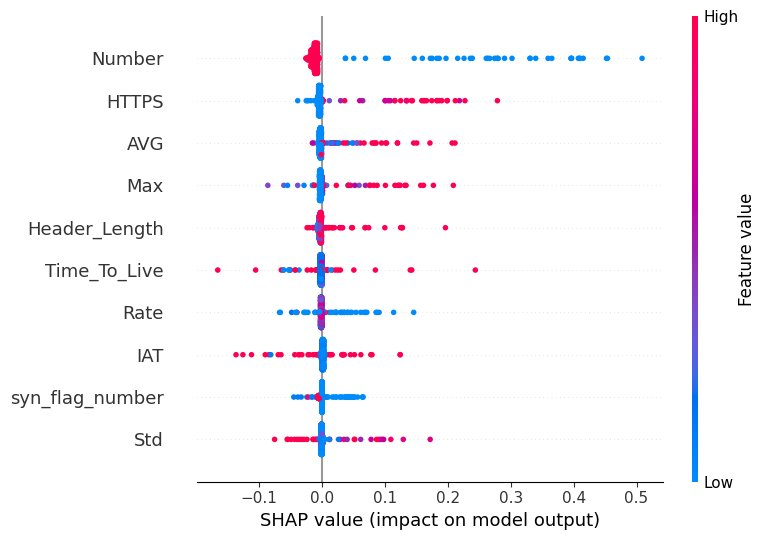 High
Number
HTTPS
AVG
Max
Header_Length
Time_To_Live
Rate
IAT
syn_flag_number
Std
Feature value
Low
−0.1 0.0 0.1 0.2 0.3 0.4 0.5
SHAP value (impact on model output)